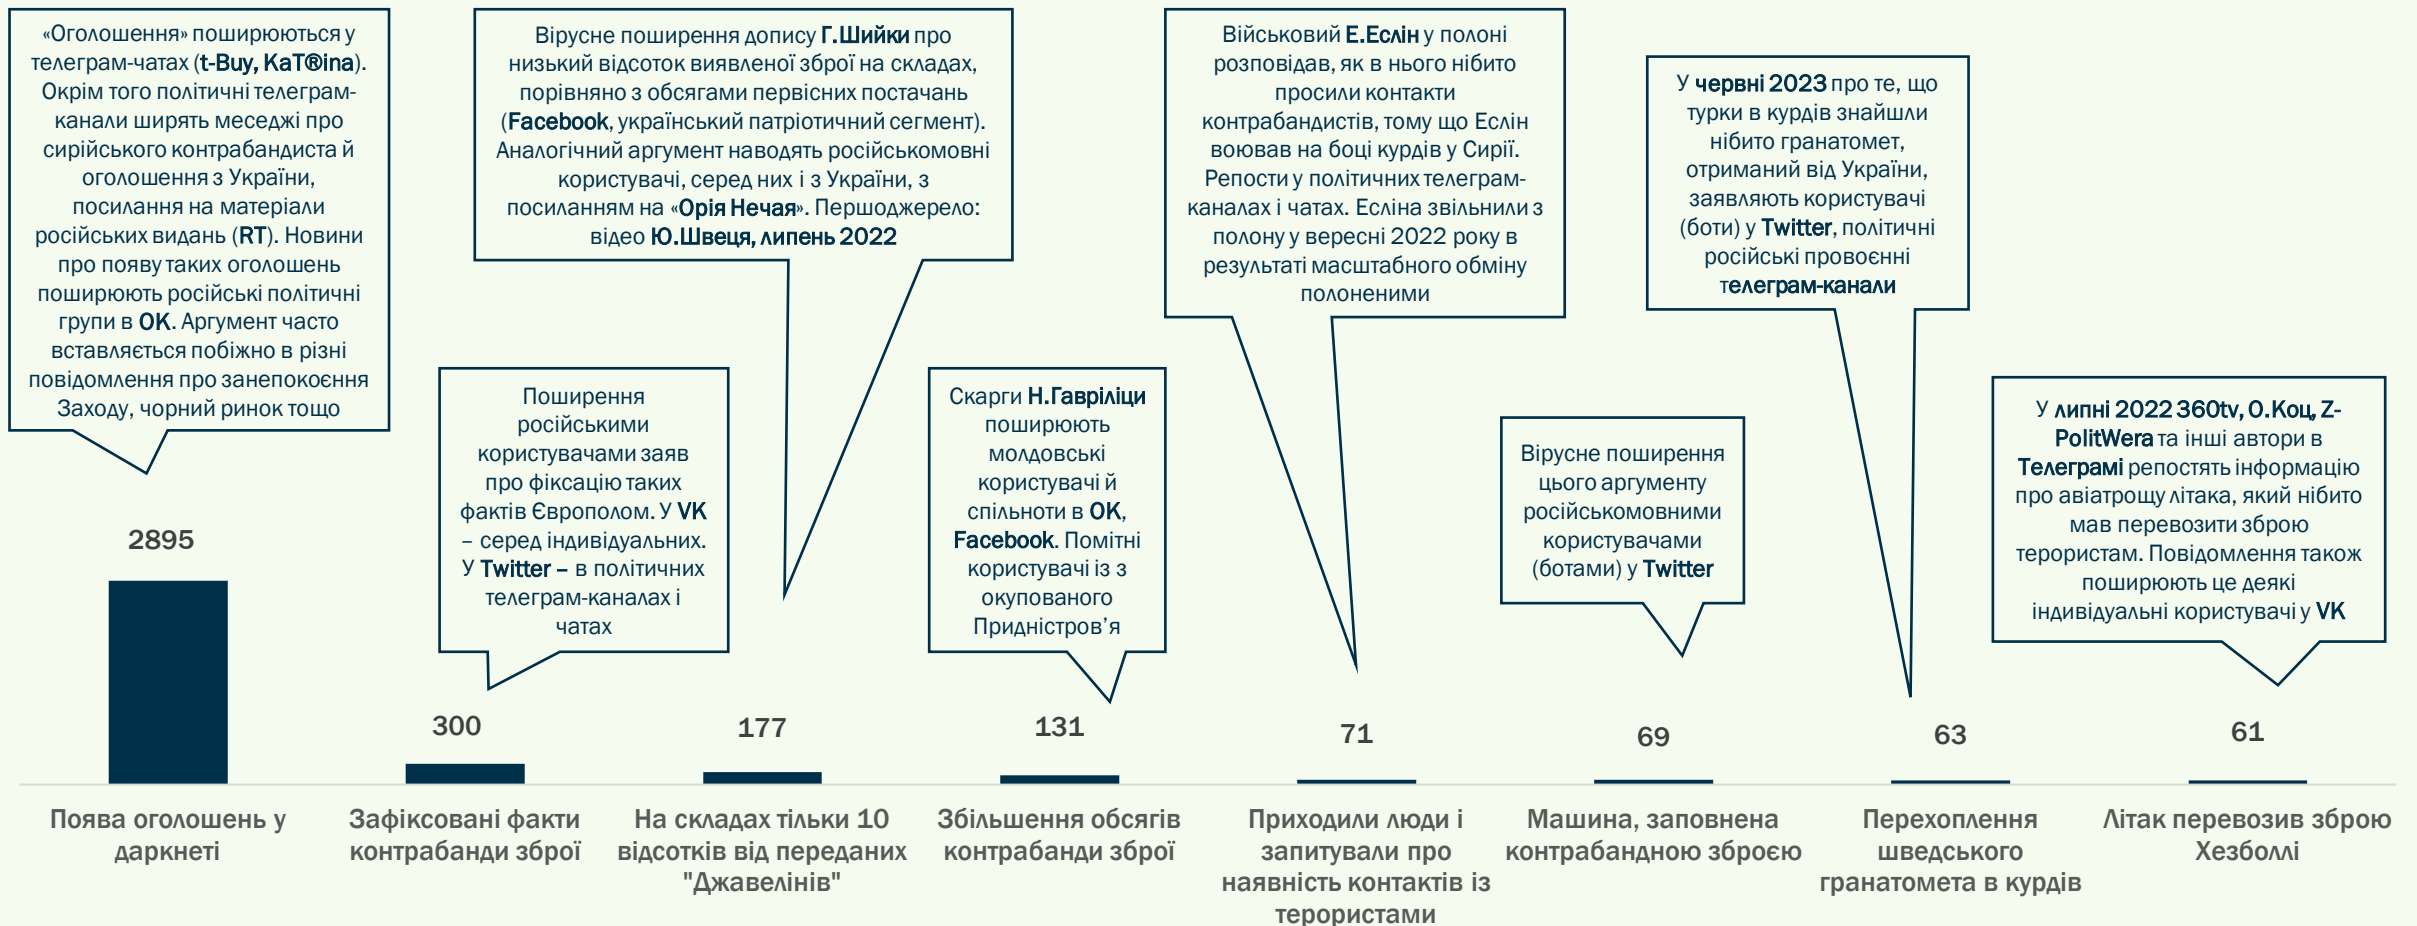 «Оголошення» поширюються у
телеграм-чатах (t-Buy, KaT®ina).
Окрім того політичні телеграм-
канали ширять меседжі про
сирійського контрабандиста й
оголошення з України,
посилання на матеріали
російських видань (RT). Новини
про появу таких оголошень
поширюють російські політичні
групи в ОК. Аргумент часто
вставляється побіжно в різні
повідомлення про занепокоєння
Заходу, чорний ринок тощо
Вірусне поширення допису Г.Шийки про
низький відсоток виявленої зброї на складах,
порівняно з обсягами первісних постачань
(Facebook, український патріотичний сегмент).
Аналогічний аргумент наводять російськомовні
користувачі, серед них і з України, з
посиланням на «Орія Нечая». Першоджерело:
відео Ю.Швеця, липень 2022
Військовий Е.Еслін у полоні
розповідав, як в нього нібито
просили контакти
контрабандистів, тому що Еслін
воював на боці курдів у Сирії.
Репости у політичних телеграм-
каналах і чатах. Есліна звільнили з
полону у вересні 2022 року в
результаті масштабного обміну
полоненими
У червні 2023 про те, що
турки в курдів знайшли
нібито гранатомет,
отриманий від України,
заявляють користувачі
(боти) у Twitter, політичні
російські провоєнні
телеграм-канали
Поширення
російськими
користувачами заяв
про фіксацію таких
фактів Європолом. У VK
– серед індивідуальних.
У Twitter – в політичних
телеграм-каналах і
чатах
Скарги Н.Гавріліци
поширюють
молдовські
користувачі й
спільноти в ОК,
Facebook. Помітні
користувачі із з
окупованого
Придністров’я
Вірусне поширення
цього аргументу
російськомовними
користувачами
(ботами) у Twitter
У липні 2022 360tv, О.Коц, Z-
PolitWera та інші автори в
Телеграмі репостять інформацію
про авіатрощу літака, який нібито
мав перевозити зброю
терористам. Повідомлення також
поширюють це деякі
індивідуальні користувачі у VK
2895
300
177
131
71
69
63
61
Поява оголошень у
даркнеті
Зафіксовані факти
контрабанди зброї
На складах тільки 10
відсотків від переданих
"Джавелінів"
Збільшення обсягів
контрабанди зброї
Приходили люди і
запитували про
наявність контактів із
терористами
Машина, заповнена
контрабандною зброєю
Перехоплення
шведського
гранатомета в курдів
Літак перевозив зброю
Хезболлі